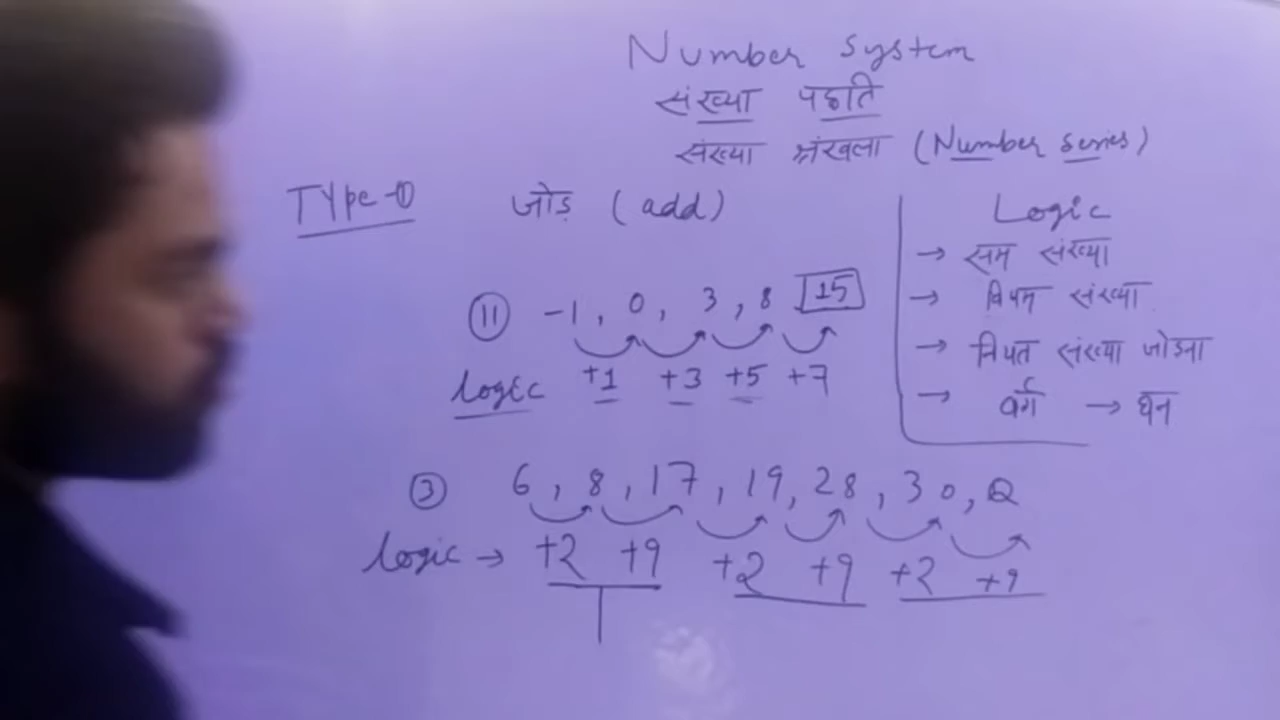 Number System
संख्या पद्दति
संख्या श्रंखला (Number Series)
Type-①
जोड़ (add)
⑪ -1, 0, 3, 8 15
Logic +1 +3 +5 +7
Logic
→ सम संख्या
→ विषम संख्या
→ नियत संख्या जोडना
→ वर्ग → घन
③ 6, 8, 17, 19, 28, 30, Q
Logic → +2 +9 +2 +9 +2 +9